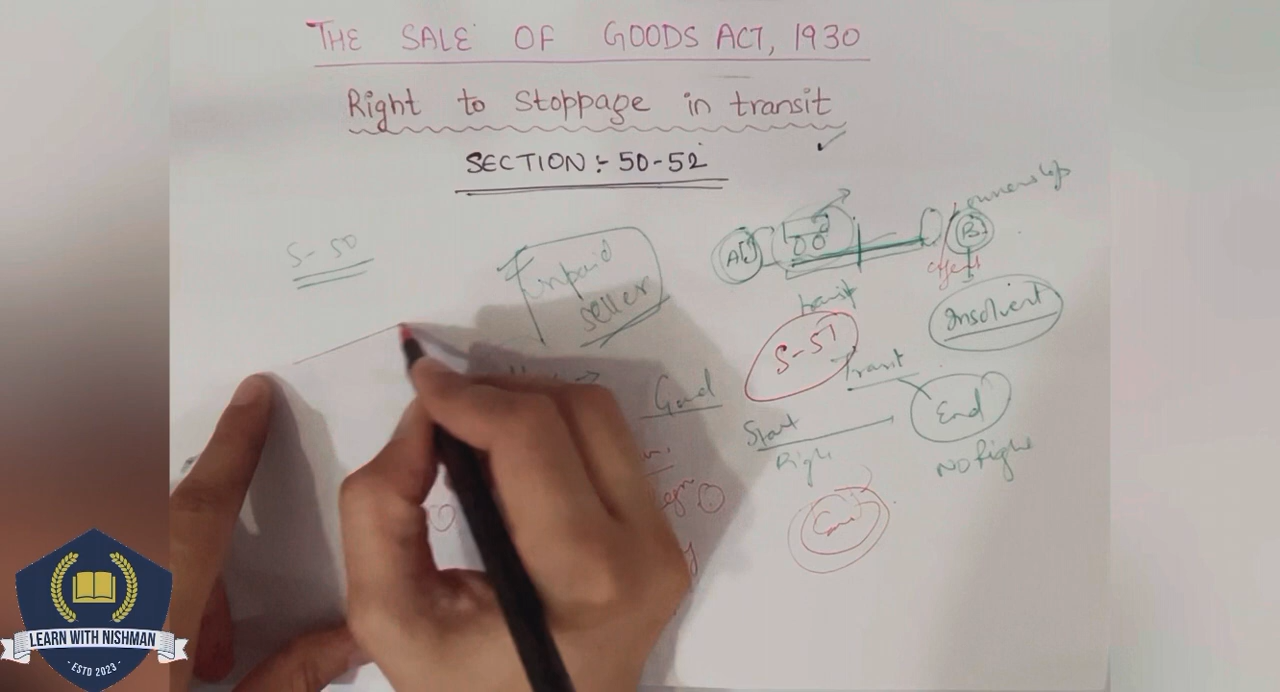 THE SALE OF GOODS ACT, 1930
Right to Stoppage in transit
SECTION :- 50-52
S-50
Unpaid
seller
A
B
ownership
transit
Insolvent
S-51
Transit
Good
Start
End
Right
NO Right
LEARN WITH NISHMAN
- ESTD 2023 -